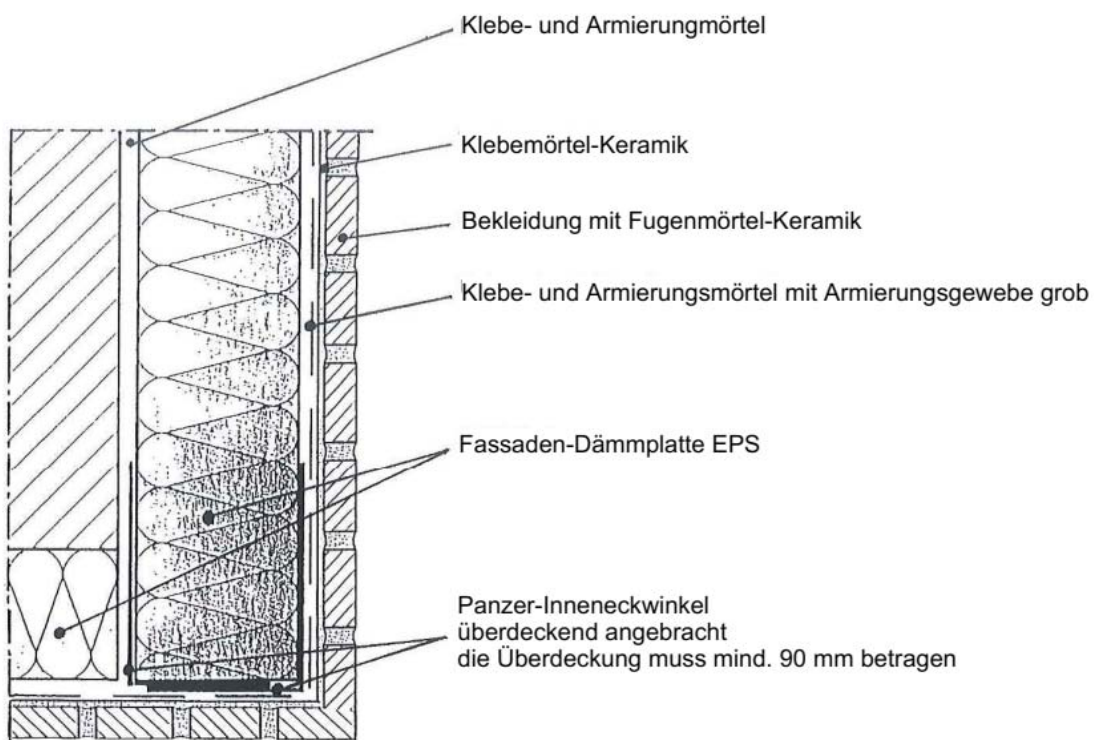 Klebe- und Armierungmörtel
Klebemörtel-Keramik
Bekleidung mit Fugenmörtel-Keramik
Klebe- und Armierungsmörtel mit Armierungsgewebe grob
Fassaden-Dämmplatte EPS
Panzer-Inneneckwinkel
überdeckend angebracht
die Überdeckung muss mind. 90 mm betragen